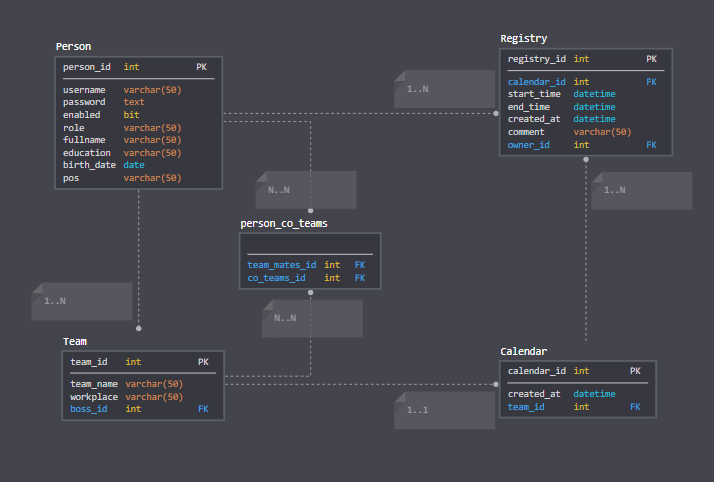 Person
person_id int PK
username varchar(50)
password text
enabled bit
role varchar(50)
fullname varchar(50)
education varchar(50)
birth_date date
pos varchar(50)
1..N
Registry
registry_id int PK
calendar_id int FK
start_time datetime
end_time datetime
created_at datetime
comment varchar(50)
owner_id int FK
N..N
1..N
person_co_teams
team_mates_id int FK
co_teams_id int FK
1..N
N..N
Team
team_id int PK
team_name varchar(50)
workplace varchar(50)
boss_id int FK
Calendar
calendar_id int PK
created_at datetime
team_id int FK
1..1